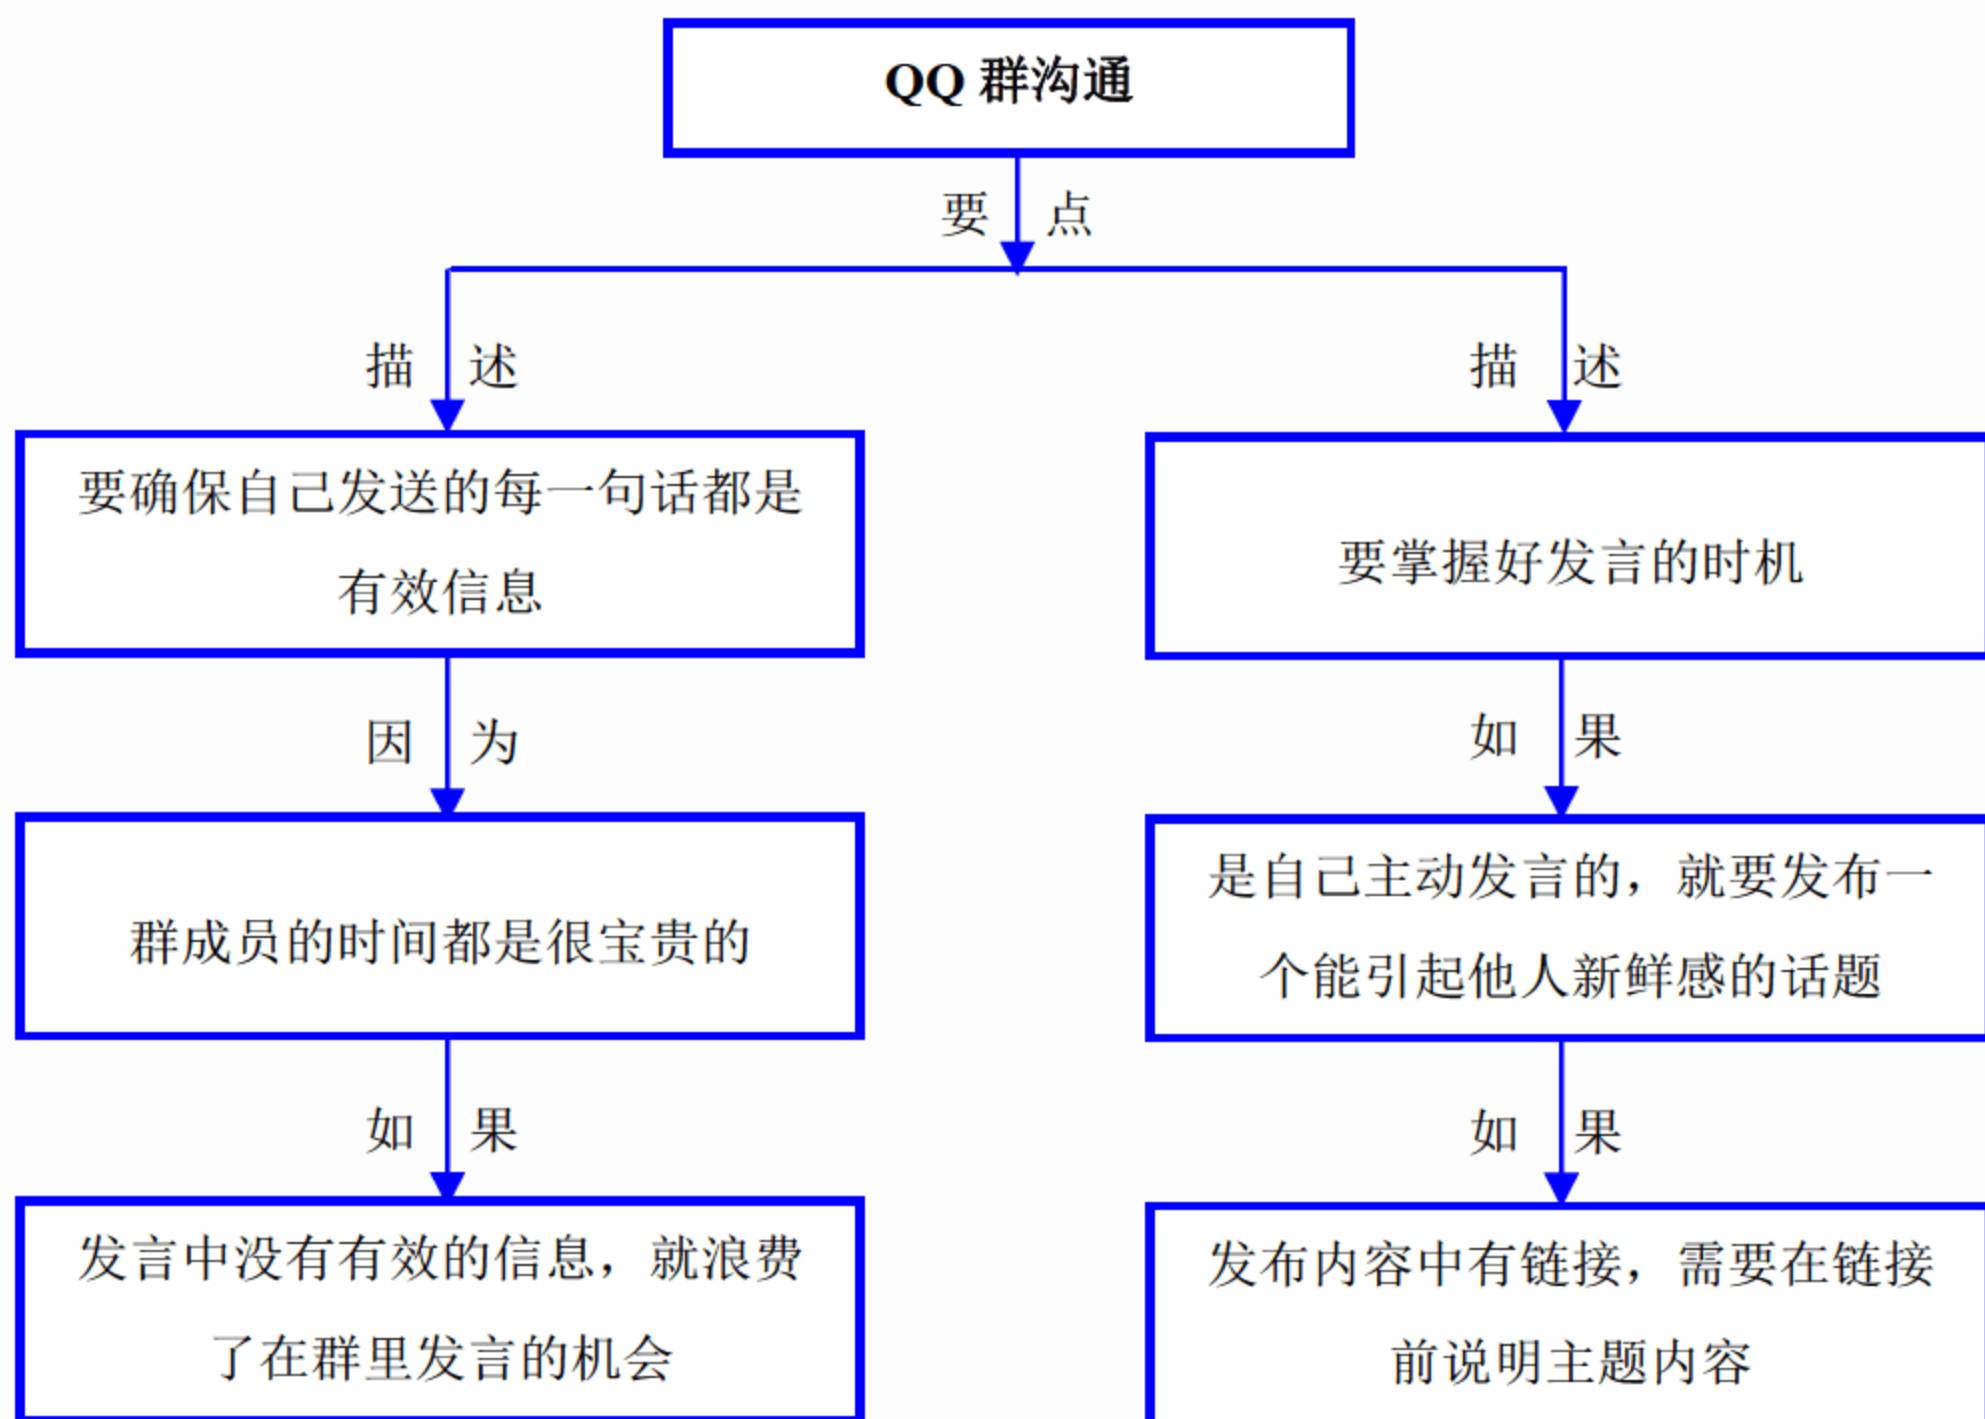 QQ 群沟通
要点
描述
描述
要确保自己发送的每一句话都是
有效信息
要掌握好发言的时机
因为
如果
群成员的时间都是很宝贵的
是自己主动发言的，就要发布一
个能引起他人新鲜感的话题
如果
如果
发言中没有有效的信息，就浪费
了在群里发言的机会
发布内容中有链接，需要在链接
前说明主题内容